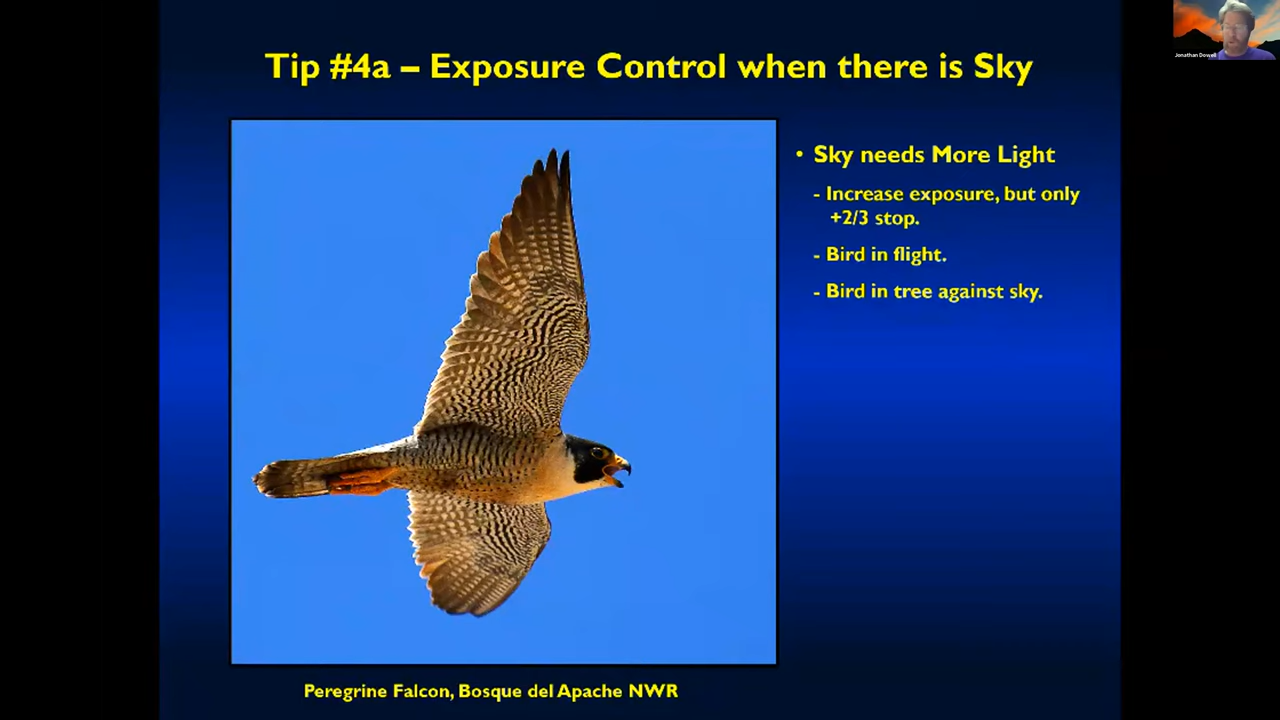 Jonathan Dowell
Tip #4a – Exposure Control when there is Sky
• Sky needs More Light
- Increase exposure, but only
+2/3 stop.
- Bird in flight.
- Bird in tree against sky.
Peregrine Falcon, Bosque del Apache NWR